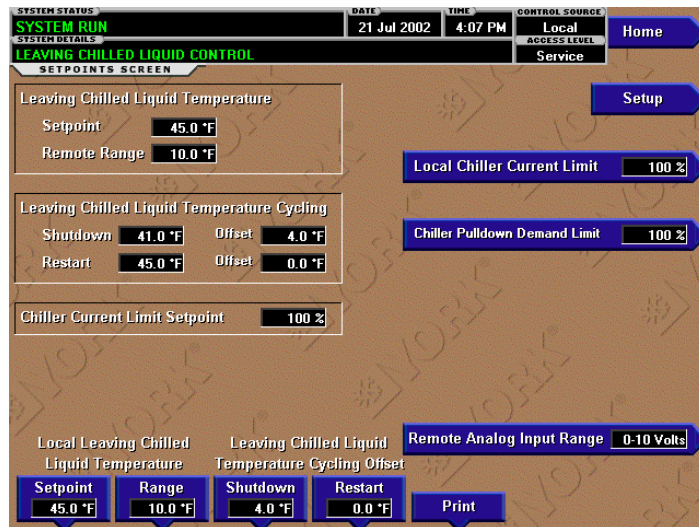 SYSTEM STATUS
SYSTEM RUN
DATE
21 Jul 2002
TIME
4:07 PM
CONTROL SOURCE
Local
Home
SYSTEM DETAILS
LEAVING CHILLED LIQUID CONTROL
ACCESS LEVEL
Service
SETPOINTS SCREEN
Leaving Chilled Liquid Temperature
Setpoint 45.0 °F
Remote Range 10.0 °F
Setup
Local Chiller Current Limit 100 %
Leaving Chilled Liquid Temperature Cycling
Shutdown 41.0 °F Offset 4.0 °F
Restart 45.0 °F Offset 0.0 °F
Chiller Pulldown Demand Limit 100 %
Chiller Current Limit Setpoint 100 %
Remote Analog Input Range 0-10 Volts
Local Leaving Chilled
Liquid Temperature
Leaving Chilled Liquid
Temperature Cycling Offset
Setpoint
45.0 °F
Range
10.0 °F
Shutdown
4.0 °F
Restart
0.0 °F
Print
YORK